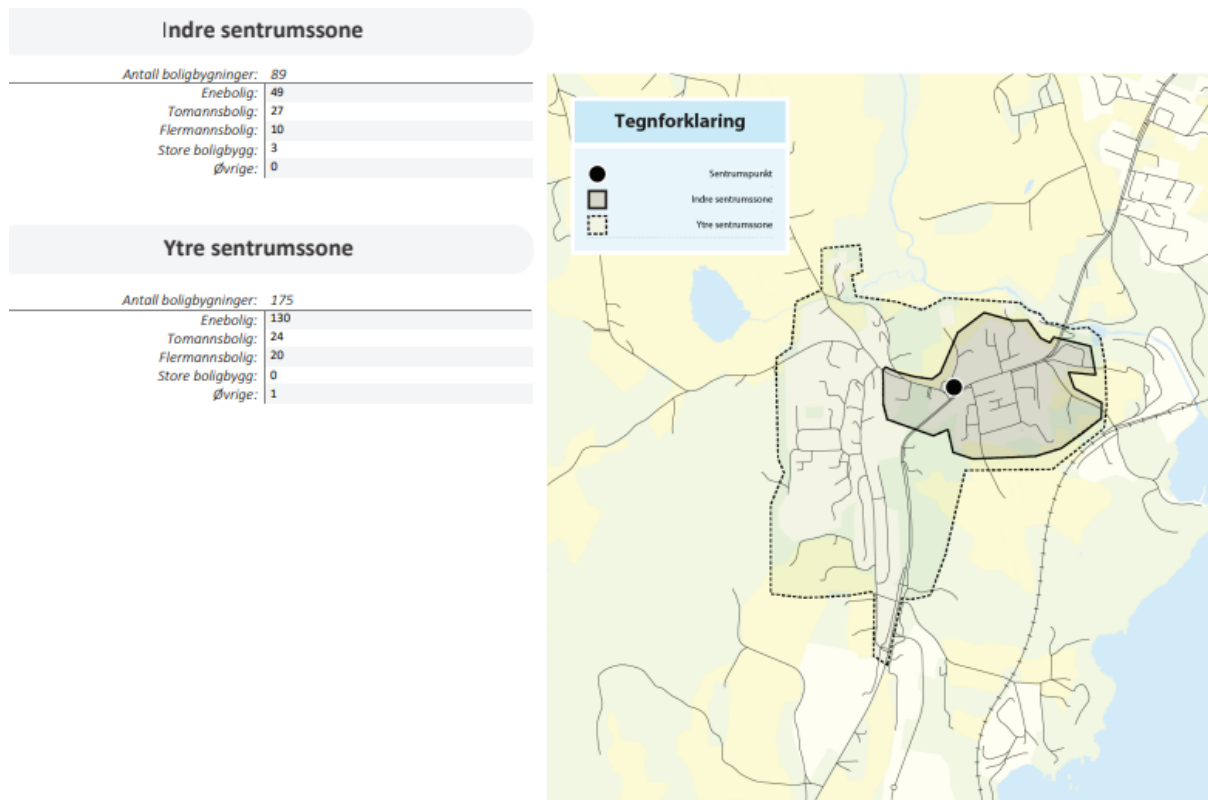 Indre sentrumssone
Antall boligbygninger: 89
Enebolig: 49
Tomannsbolig: 27
Flermannsbolig: 10
Store boligbygg: 3
Øvrige: 0
Ytre sentrumssone
Antall boligbygninger: 175
Enebolig: 130
Tomannsbolig: 24
Flermannsbolig: 20
Store boligbygg: 0
Øvrige: 1
Tegnforklaring
Sentrumspunkt
Indre sentrumssone
Ytre sentrumssone